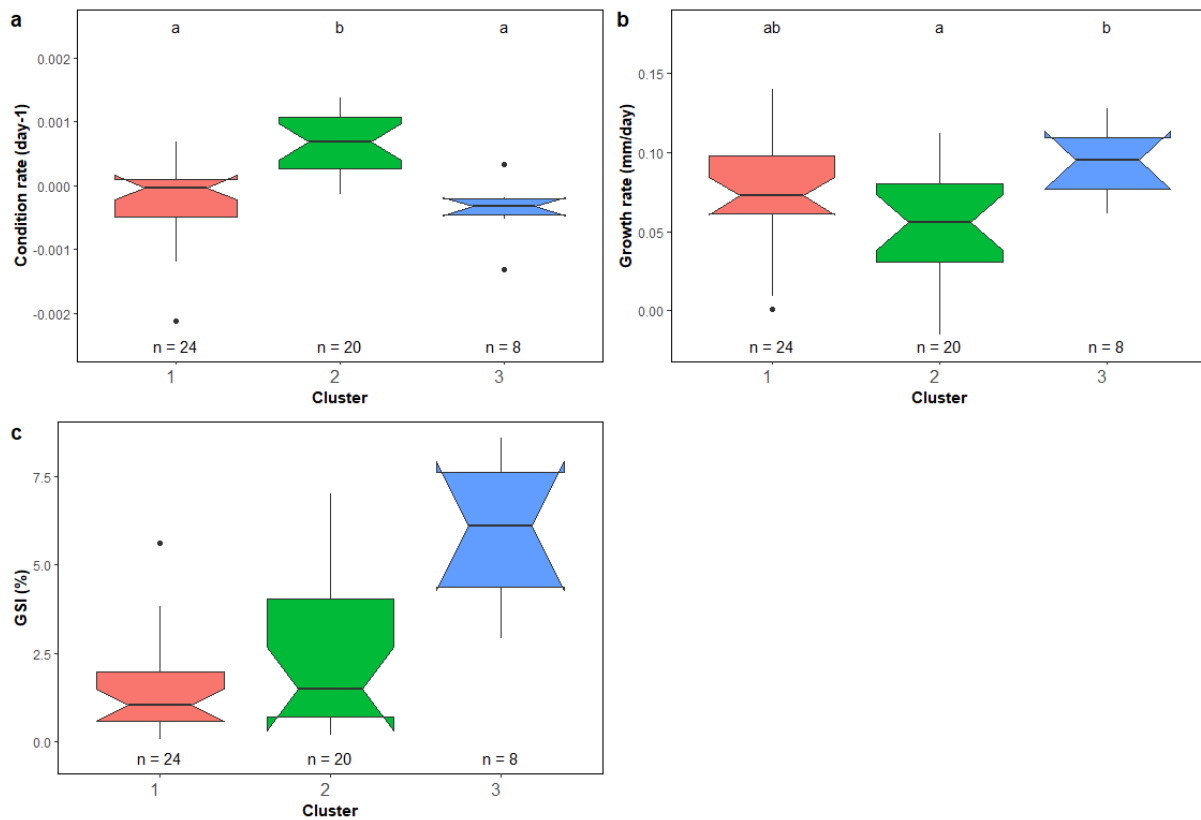 a
a b a
Condition rate (day-1)
0.002
0.001
0.000
-0.001
-0.002
n = 24 n = 20 n = 8
1 2 3
Cluster
b
ab a b
Growth rate (mm/day)
0.15
0.10
0.05
0.00
n = 24 n = 20 n = 8
1 2 3
Cluster
c
GSI (%)
7.5
5.0
2.5
0.0
n = 24 n = 20 n = 8
1 2 3
Cluster